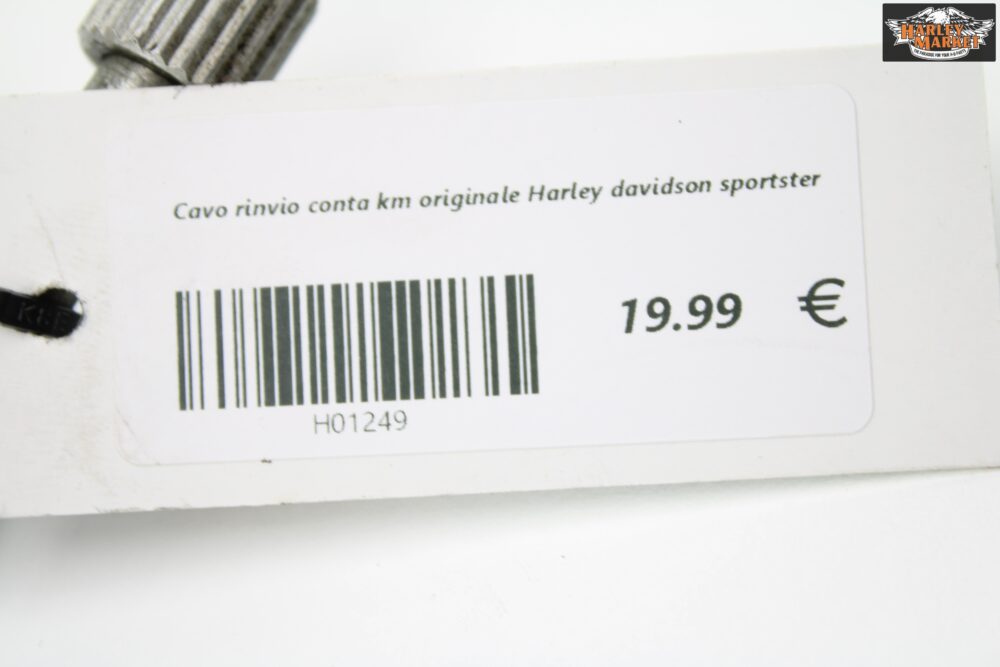 HARLEY
MARKET
Cavo rinvio conta km originale Harley davidson sportster
19.99 €
H01249